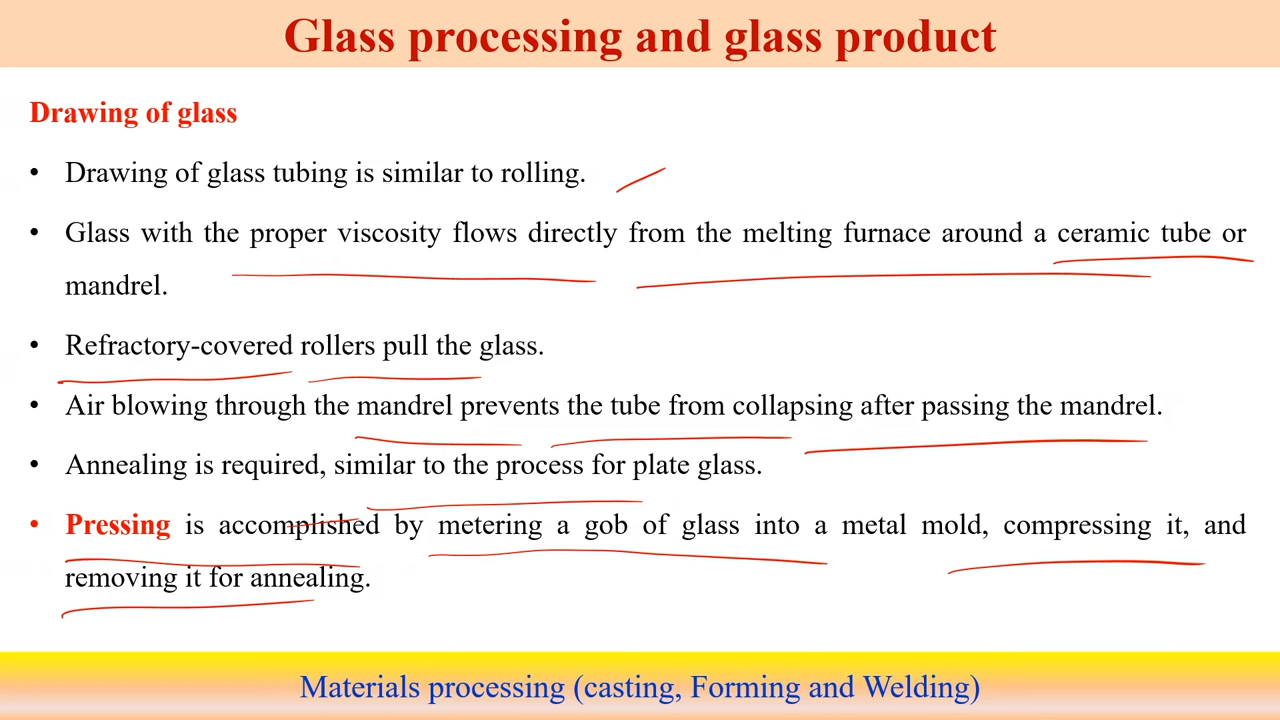 Glass processing and glass product
Drawing of glass
• Drawing of glass tubing is similar to rolling.
• Glass with the proper viscosity flows directly from the melting furnace around a ceramic tube or
mandrel.
• Refractory-covered rollers pull the glass.
• Air blowing through the mandrel prevents the tube from collapsing after passing the mandrel.
• Annealing is required, similar to the process for plate glass.
• Pressing is accomplished by metering a gob of glass into a metal mold, compressing it, and
removing it for annealing.
Materials processing (casting, Forming and Welding)